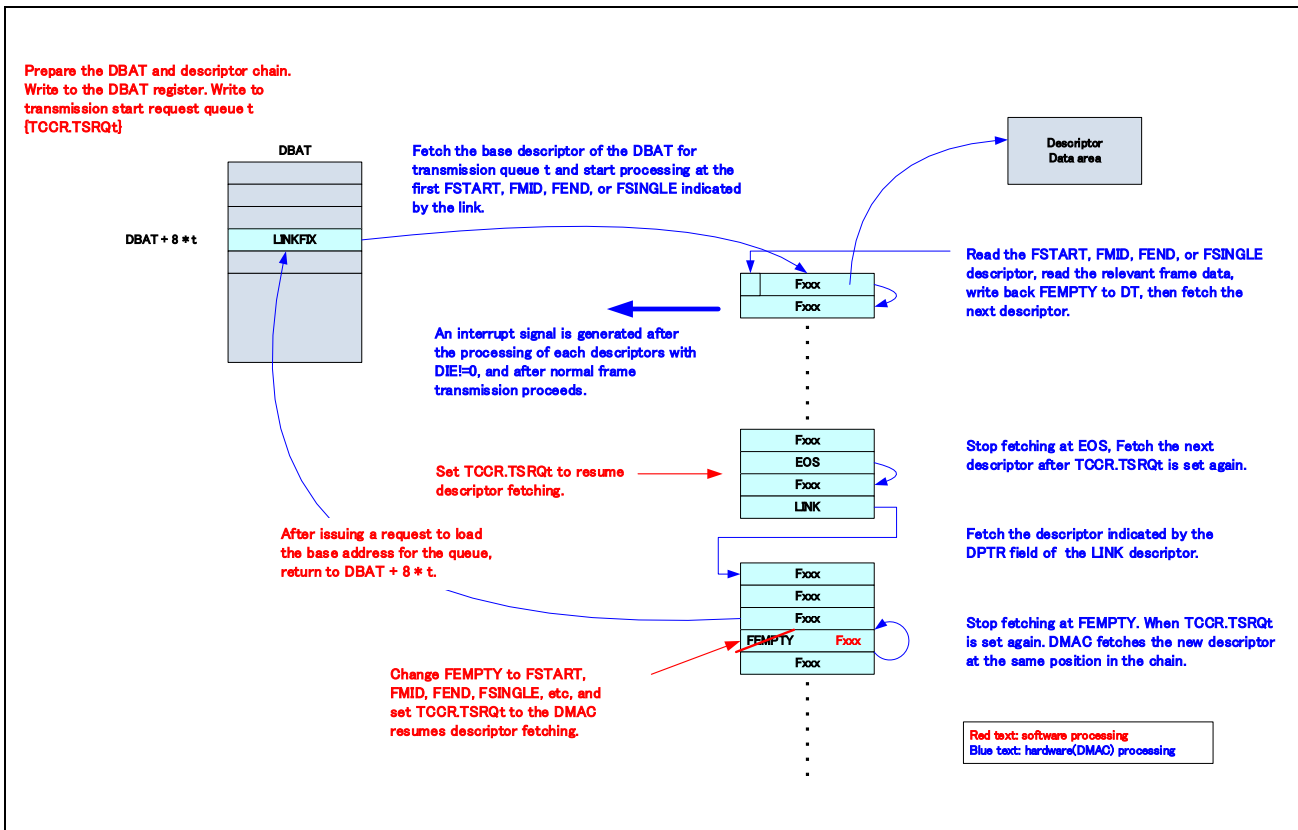 Prepare the DBAT and descriptor chain.
Write to the DBAT register. Write to
transmission start request queue t
{TCCR.TSRQt}
DBAT
DBAT + 8 * t
LINKFIX
Fetch the base descriptor of the DBAT for
transmission queue t and start processing at the
first FSTART, FMID, FEND, or FSINGLE indicated
by the link.
Descriptor
Data area
Fxxx
Fxxx
Read the FSTART, FMID, FEND, or FSINGLE
descriptor, read the relevant frame data,
write back FEMPTY to DT, then fetch the
next descriptor.
An interrupt signal is generated after
the processing of each descriptors with
DIE!=0, and after normal frame
transmission proceeds.
Fxxx
EOS
Fxxx
LINK
Set TCCR.TSRQt to resume
descriptor fetching.
Stop fetching at EOS, Fetch the next
descriptor after TCCR.TSRQt is set again.
After issuing a request to load
the base address for the queue,
return to DBAT + 8 * t.
Fetch the descriptor indicated by the
DPTR field of the LINK descriptor.
Fxxx
Fxxx
Fxxx
FEMPTY Fxxx
Fxxx
Stop fetching at FEMPTY. When TCCR.TSRQt
is set again. DMAC fetches the new descriptor
at the same position in the chain.
Change FEMPTY to FSTART,
FMID, FEND, FSINGLE, etc, and
set TCCR.TSRQt to the DMAC
resumes descriptor fetching.
Red text: software processing
Blue text: hardware(DMAC) processing